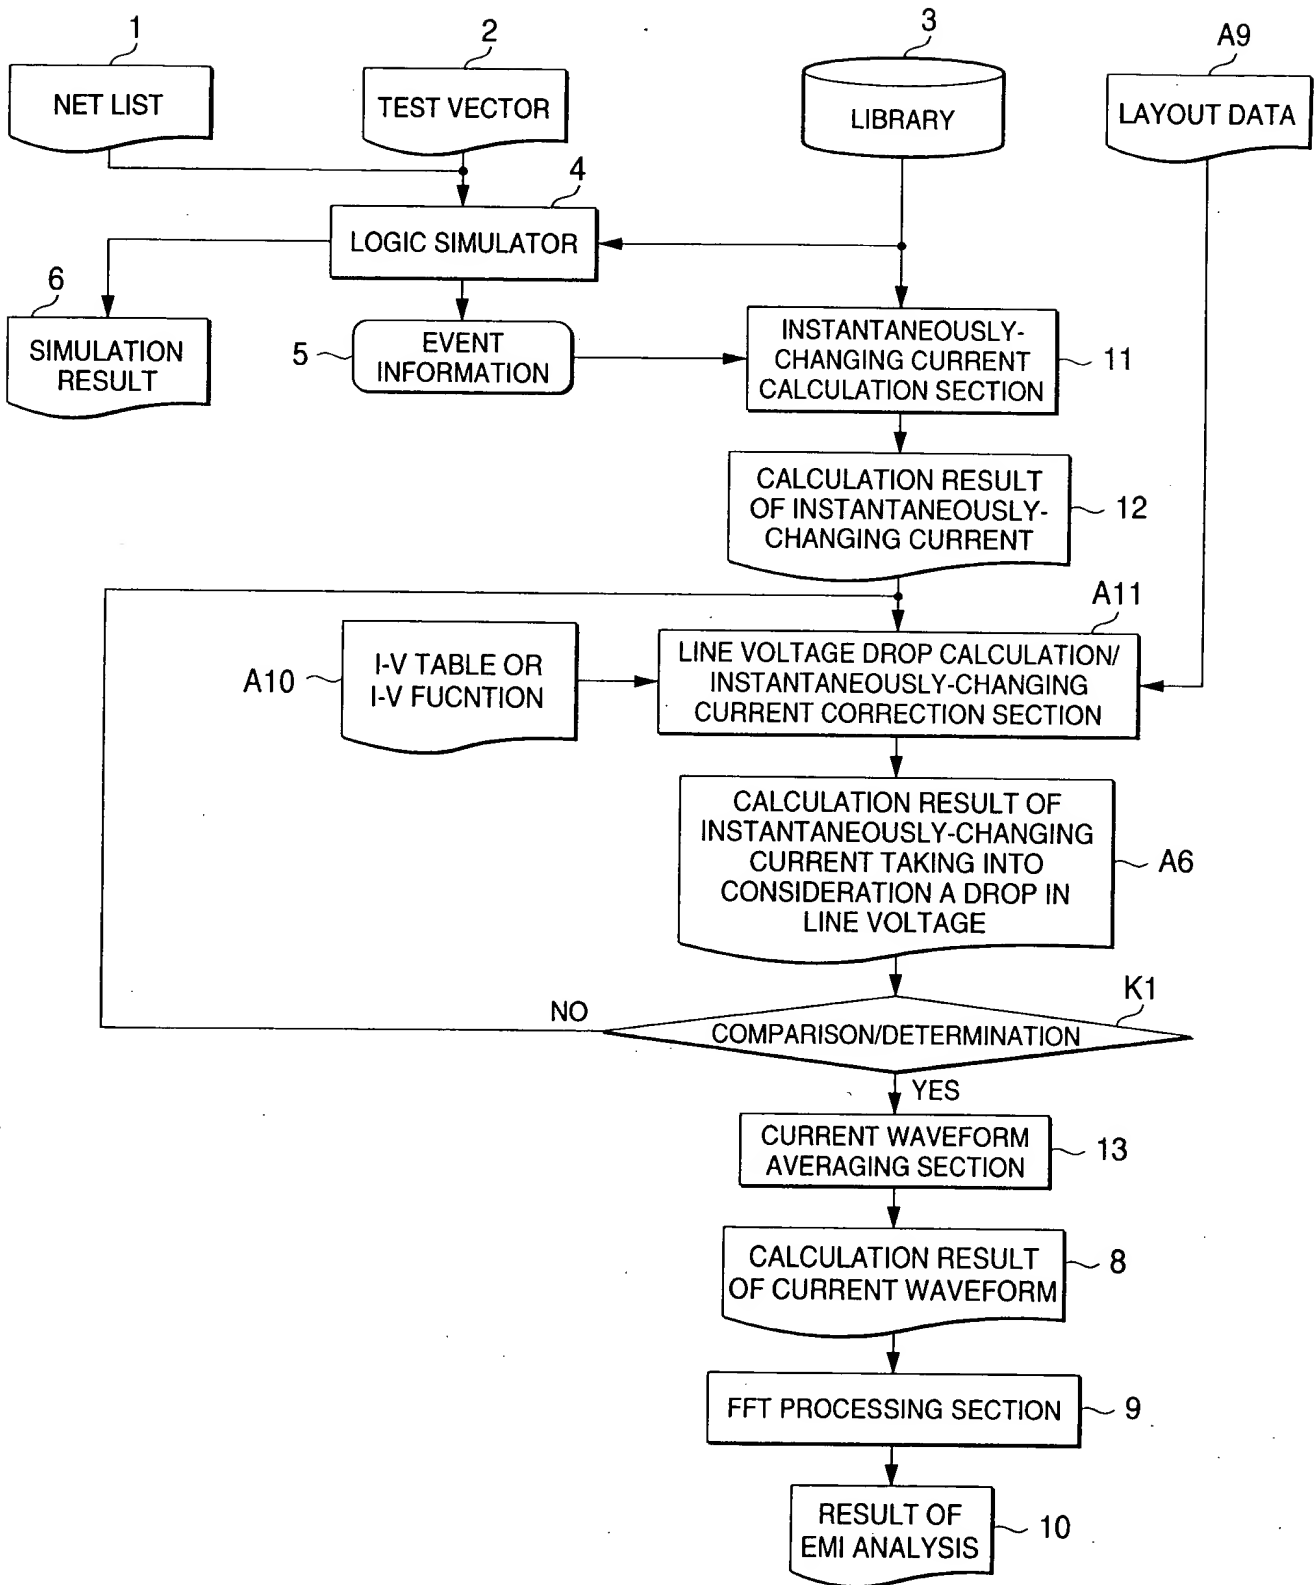 1
2
3
A9
NET LIST
TEST VECTOR
LIBRARY
LAYOUT DATA
4
LOGIC SIMULATOR
6
SIMULATION
RESULT
5
EVENT
INFORMATION
INSTANTANEOUSLY-
CHANGING CURRENT
CALCULATION SECTION
11
CALCULATION RESULT
OF INSTANTANEOUSLY-
CHANGING CURRENT
12
A11
A10
I-V TABLE OR
I-V FUCNTION
LINE VOLTAGE DROP CALCULATION/
INSTANTANEOUSLY-CHANGING
CURRENT CORRECTION SECTION
CALCULATION RESULT OF
INSTANTANEOUSLY-CHANGING
CURRENT TAKING INTO
CONSIDERATION A DROP IN
LINE VOLTAGE
A6
K1
NO
COMPARISON/DETERMINATION
YES
CURRENT WAVEFORM
AVERAGING SECTION
13
CALCULATION RESULT
OF CURRENT WAVEFORM
8
FFT PROCESSING SECTION
9
RESULT OF
EMI ANALYSIS
10